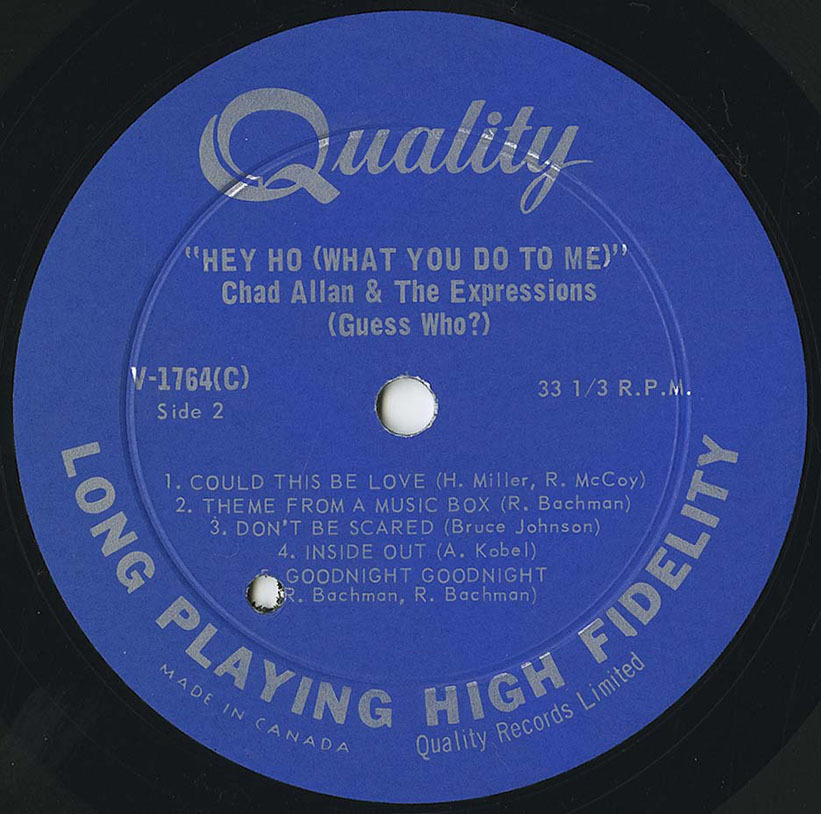 Quality
"HEY HO (WHAT YOU DO TO ME)"
Chad Allan & The Expressions
(Guess Who?)
V-1764(C)
Side 2
33 1/3 R.P.M.
1. COULD THIS BE LOVE (H. Miller, R. McCoy)
2. THEME FROM A MUSIC BOX (R. Bachman)
3. DON'T BE SCARED (Bruce Johnson)
4. INSIDE OUT (A. Kobel)
5. GOODNIGHT GOODNIGHT
R. Bachman, R. Bachman)
LONG PLAYING HIGH FIDELITY
MADE IN CANADA
Quality Records Limited